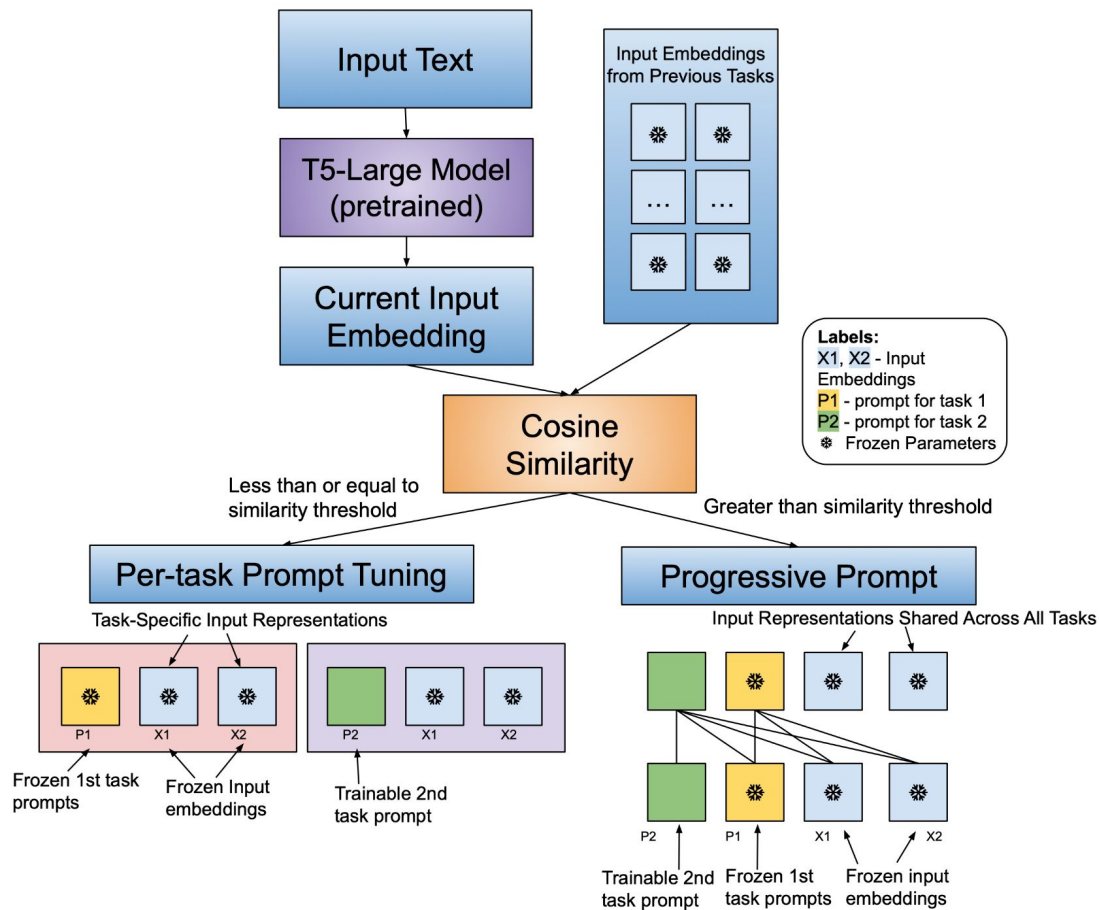 Input Text
Input Embeddings
from Previous Tasks
T5-Large Model
(pretrained)
... ...
Current Input
Embedding
Labels:
X1, X2 - Input
Embeddings
P1 - prompt for task 1
P2 - prompt for task 2
Frozen Parameters
Cosine
Similarity
Less than or equal to
similarity threshold
Greater than similarity threshold
Per-task Prompt Tuning
Progressive Prompt
Task-Specific Input Representations
Input Representations Shared Across All Tasks
P1 X1 X2
P2 X1 X2
Frozen 1st task
prompts
Frozen Input
embeddings
Trainable 2nd
task prompt
P2 P1 X1 X2
Trainable 2nd
task prompt
Frozen 1st
task prompts
Frozen input
embeddings